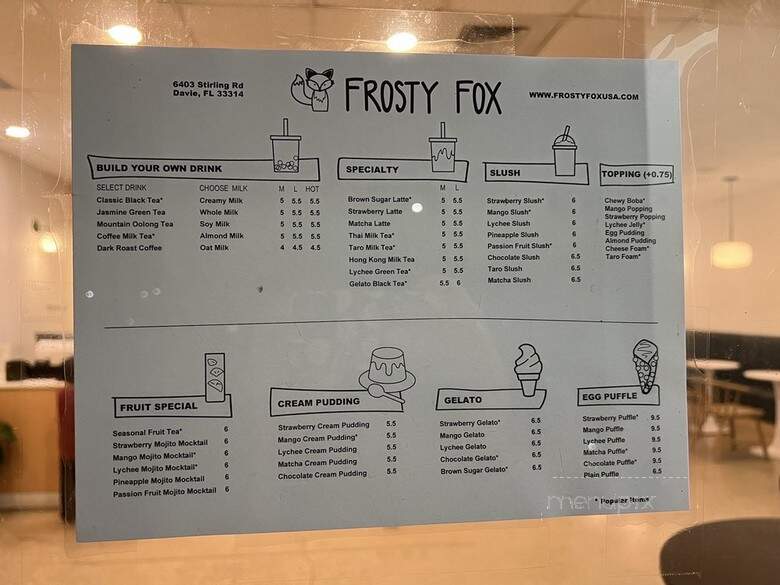 6403 Stirling Rd
Davie, FL 33314
FROSTY FOX
WWW.FROSTYFOXUSA.COM
BUILD YOUR OWN DRINK
SELECT DRINK CHOOSE MILK M L HOT
Classic Black Tea* Creamy Milk 5 5.5 5.5
Jasmine Green Tea Whole Milk 5 5.5 5.5
Mountain Oolong Tea Soy Milk 5 5.5 5.5
Coffee Milk Tea* Almond Milk 5 5.5 5.5
Dark Roast Coffee Oat Milk 4 4.5 4.5
SPECIALTY
M L
Brown Sugar Latte* 5 5.5
Strawberry Latte 5 5.5
Matcha Latte 5 5.5
Thai Milk Tea* 5 5.5
Taro Milk Tea* 5 5.5
Hong Kong Milk Tea 5 5.5
Lychee Green Tea* 5 5.5
Gelato Black Tea* 5.5 6
SLUSH
Strawberry Slush* 6
Mango Slush* 6
Lychee Slush 6
Pineapple Slush 6
Passion Fruit Slush* 6
Chocolate Slush 6.5
Taro Slush 6.5
Matcha Slush 6.5
TOPPING (+0.75)
Chewy Boba*
Mango Popping
Strawberry Popping
Lychee Jelly*
Egg Pudding
Almond Pudding
Cheese Foam*
Taro Foam*
FRUIT SPECIAL
Seasonal Fruit Tea* 6
Strawberry Mojito Mocktail 6
Mango Mojito Mocktail* 6
Lychee Mojito Mocktail* 6
Pineapple Mojito Mocktail 6
Passion Fruit Mojito Mocktail 6
CREAM PUDDING
Strawberry Cream Pudding 5.5
Mango Cream Pudding* 5.5
Lychee Cream Pudding 5.5
Matcha Cream Pudding 5.5
Chocolate Cream Pudding 5.5
GELATO
Strawberry Gelato* 6.5
Mango Gelato 6.5
Lychee Gelato 6.5
Chocolate Gelato* 6.5
Brown Sugar Gelato* 6.5
EGG PUFFLE
Strawberry Puffle* 9.5
Mango Puffle 9.5
Lychee Puffle 9.5
Matcha Puffle* 9.5
Chocolate Puffle* 9.5
Plain Puffle 6.5
* Popular Items
menupix